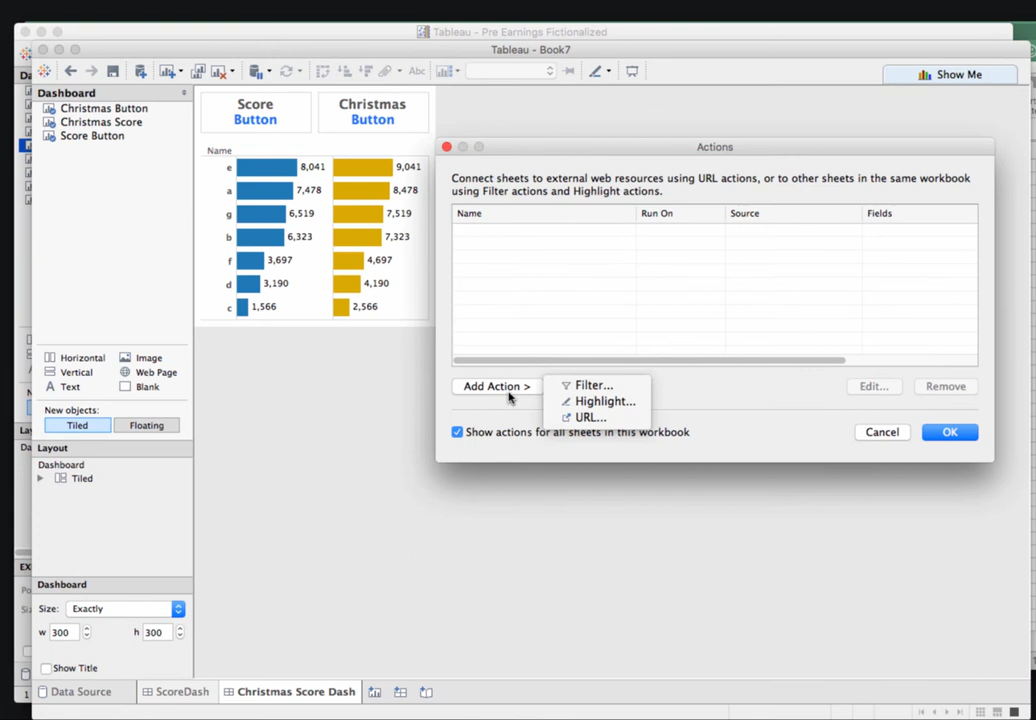 Tableau - Pre Earnings Fictionalized
Tableau - Book7
Abc
Show Me
Dashboard
Christmas Button
Christmas Score
Score Button
Score
Button
Christmas
Button
Name
e 8,041 9,041
a 7,478 8,478
g 6,519 7,519
b 6,323 7,323
f 3,697 4,697
d 3,190 4,190
c 1,566 2,566
Actions
Connect sheets to external web resources using URL actions, or to other sheets in the same workbook
using Filter actions and Highlight actions.
Name Run On Source Fields
Add Action >
Filter...
Highlight...
URL...
Edit...
Remove
Show actions for all sheets in this workbook
Cancel
OK
Horizontal Image
Vertical Web Page
A Text Blank
New objects:
Tiled Floating
Layout
Dashboard
Tiled
Dashboard
Size: Exactly
w 300 h 300
Show Title
Data Source ScoreDash Christmas Score Dash